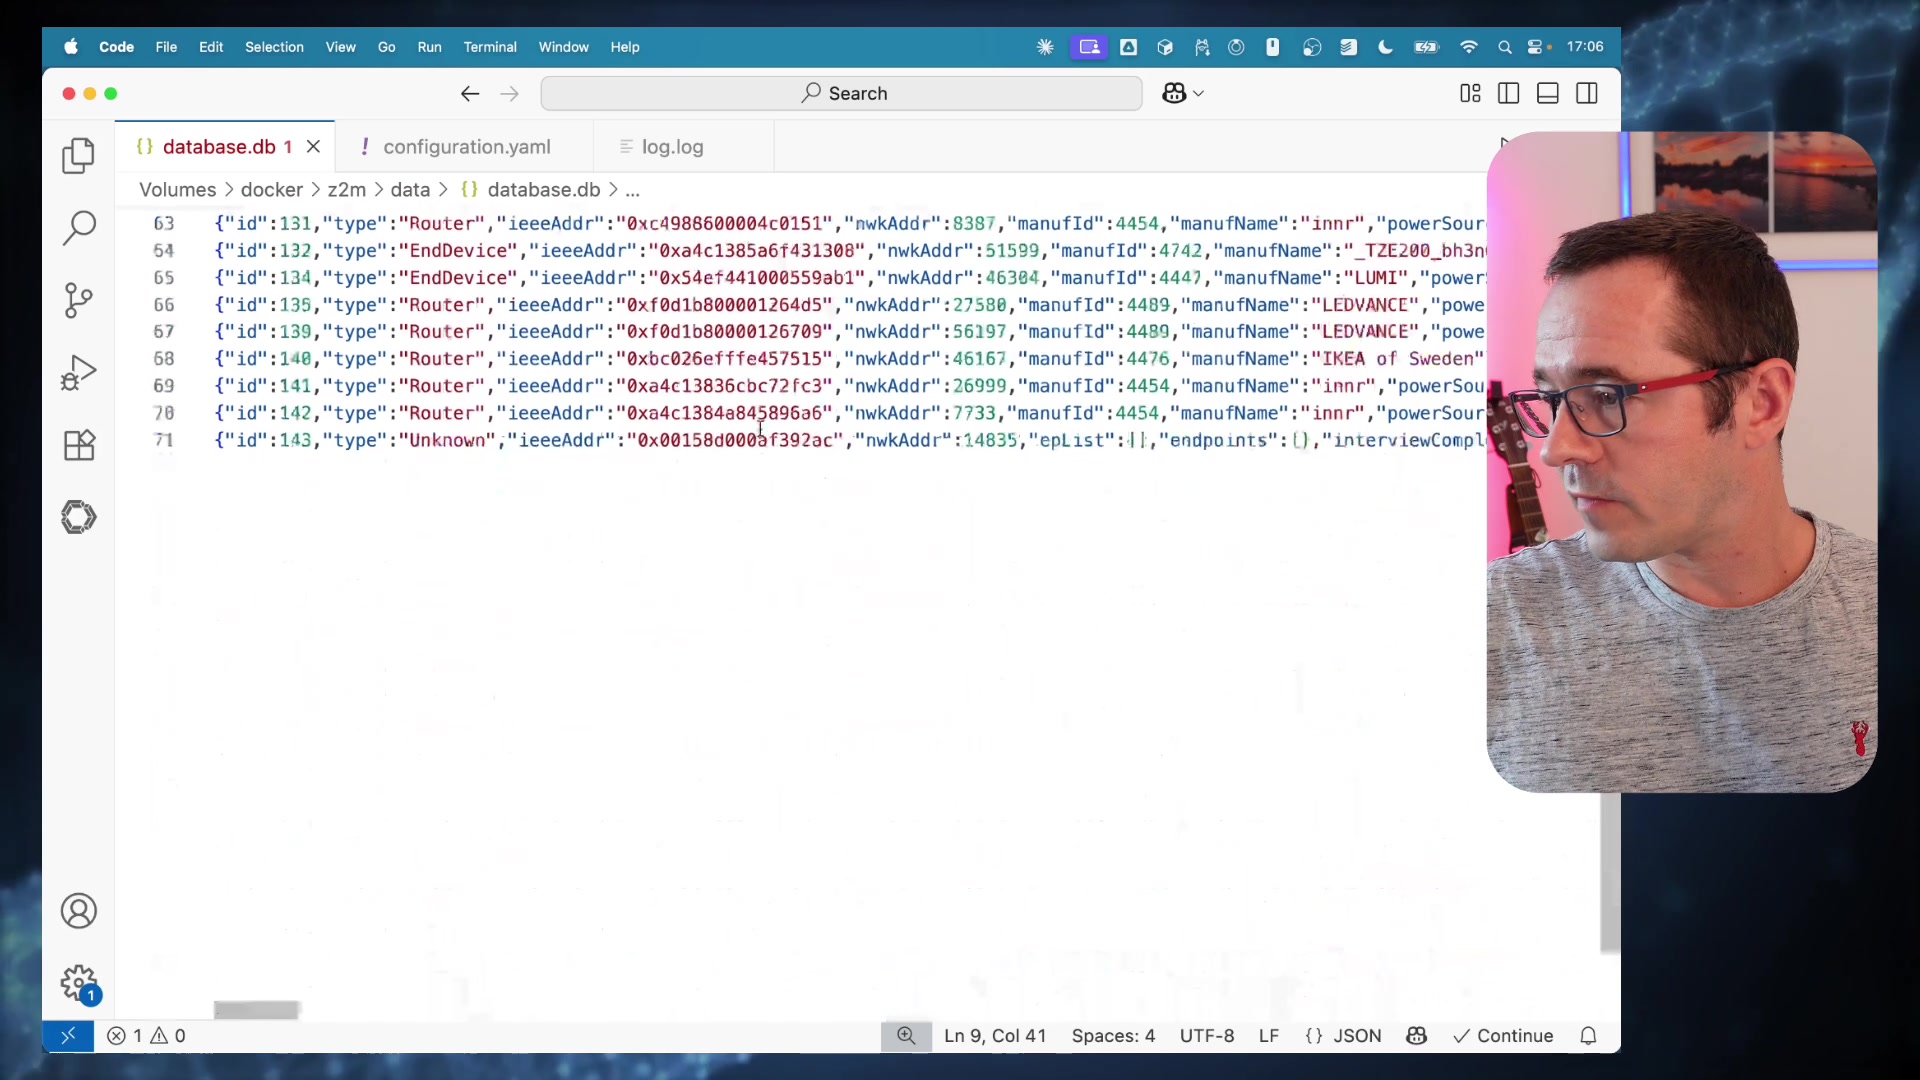 Code File Edit Selection View Go Run Terminal Window Help 17:06
Search
{} database.db 1 ! configuration.yaml log.log
Volumes > docker > z2m > data > {} database.db > ...
63 {"id":131,"type":"Router","ieeeAddr":"0xc4988600004c0151","nwkAddr":8387,"manufId":4454,"manufName":"innr","powerSour
64 {"id":132,"type":"EndDevice","ieeeAddr":"0xa4c1385a6f431308","nwkAddr":51599,"manufId":4742,"manufName":"_TZE200_bh3n
65 {"id":134,"type":"EndDevice","ieeeAddr":"0x54ef441000559ab1","nwkAddr":46304,"manufId":4447,"manufName":"LUMI","powerS
66 {"id":135,"type":"Router","ieeeAddr":"0xf0d1b800001264d5","nwkAddr":27580,"manufId":4489,"manufName":"LEDVANCE","powe
67 {"id":139,"type":"Router","ieeeAddr":"0xf0d1b80000126709","nwkAddr":56197,"manufId":4489,"manufName":"LEDVANCE","powe
68 {"id":140,"type":"Router","ieeeAddr":"0xbc026efffe457515","nwkAddr":46167,"manufId":4476,"manufName":"IKEA of Sweden"
69 {"id":141,"type":"Router","ieeeAddr":"0xa4c13836cbc72fc3","nwkAddr":26999,"manufId":4454,"manufName":"innr","powerSou
70 {"id":142,"type":"Router","ieeeAddr":"0xa4c1384a845896a6","nwkAddr":7733,"manufId":4454,"manufName":"innr","powerSour
71 {"id":143,"type":"Unknown","ieeeAddr":"0x00158d000af392ac","nwkAddr":14835,"epList":[],"endpoints":{},"interviewCompl
1
1 0 Ln 9, Col 41 Spaces: 4 UTF-8 LF {} JSON Continue